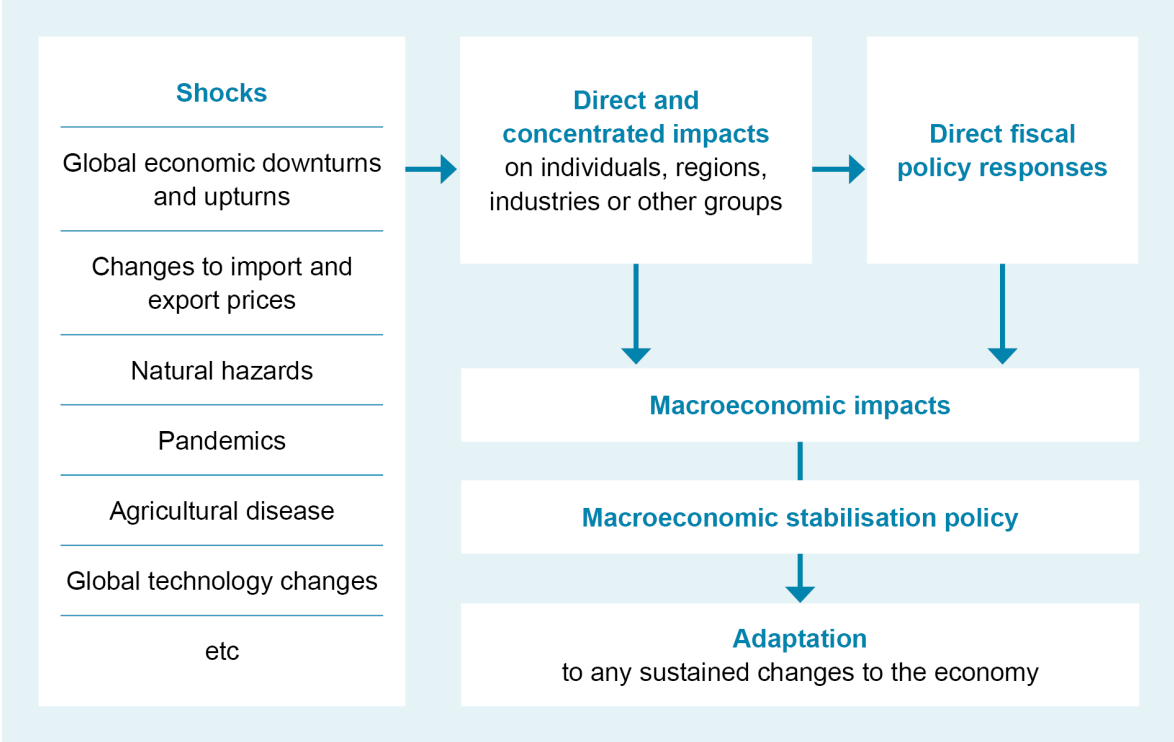 Shocks
Global economic downturns
and upturns
Changes to import and
export prices
Natural hazards
Pandemics
Agricultural disease
Global technology changes
etc
Direct and
concentrated impacts
on individuals, regions,
industries or other groups
Direct fiscal
policy responses
Macroeconomic impacts
Macroeconomic stabilisation policy
Adaptation
to any sustained changes to the economy